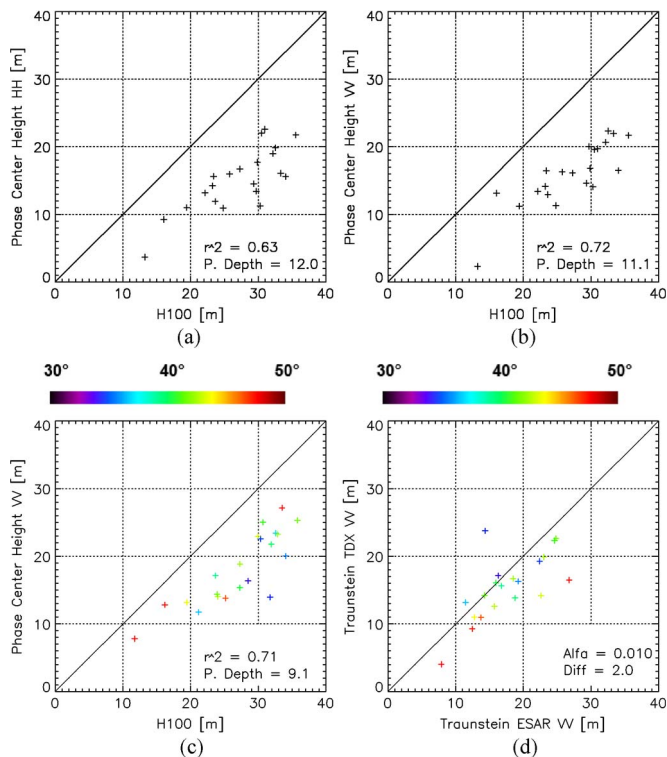 40
30
20
10
0
Phase Center Height HH [m]
r^2 = 0.63
P. Depth = 12.0
0 10 20 30 40
H100 [m]
(a)
40
30
20
10
0
Phase Center Height VV [m]
r^2 = 0.72
P. Depth = 11.1
0 10 20 30 40
H100 [m]
(b)
30° 40° 50°
40
30
20
10
0
Phase Center Height VV [m]
r^2 = 0.71
P. Depth = 9.1
0 10 20 30 40
H100 [m]
(c)
30° 40° 50°
40
30
20
10
0
Traunstein TDX VV [m]
Alfa = 0.010
Diff = 2.0
0 10 20 30 40
Traunstein ESAR VV [m]
(d)